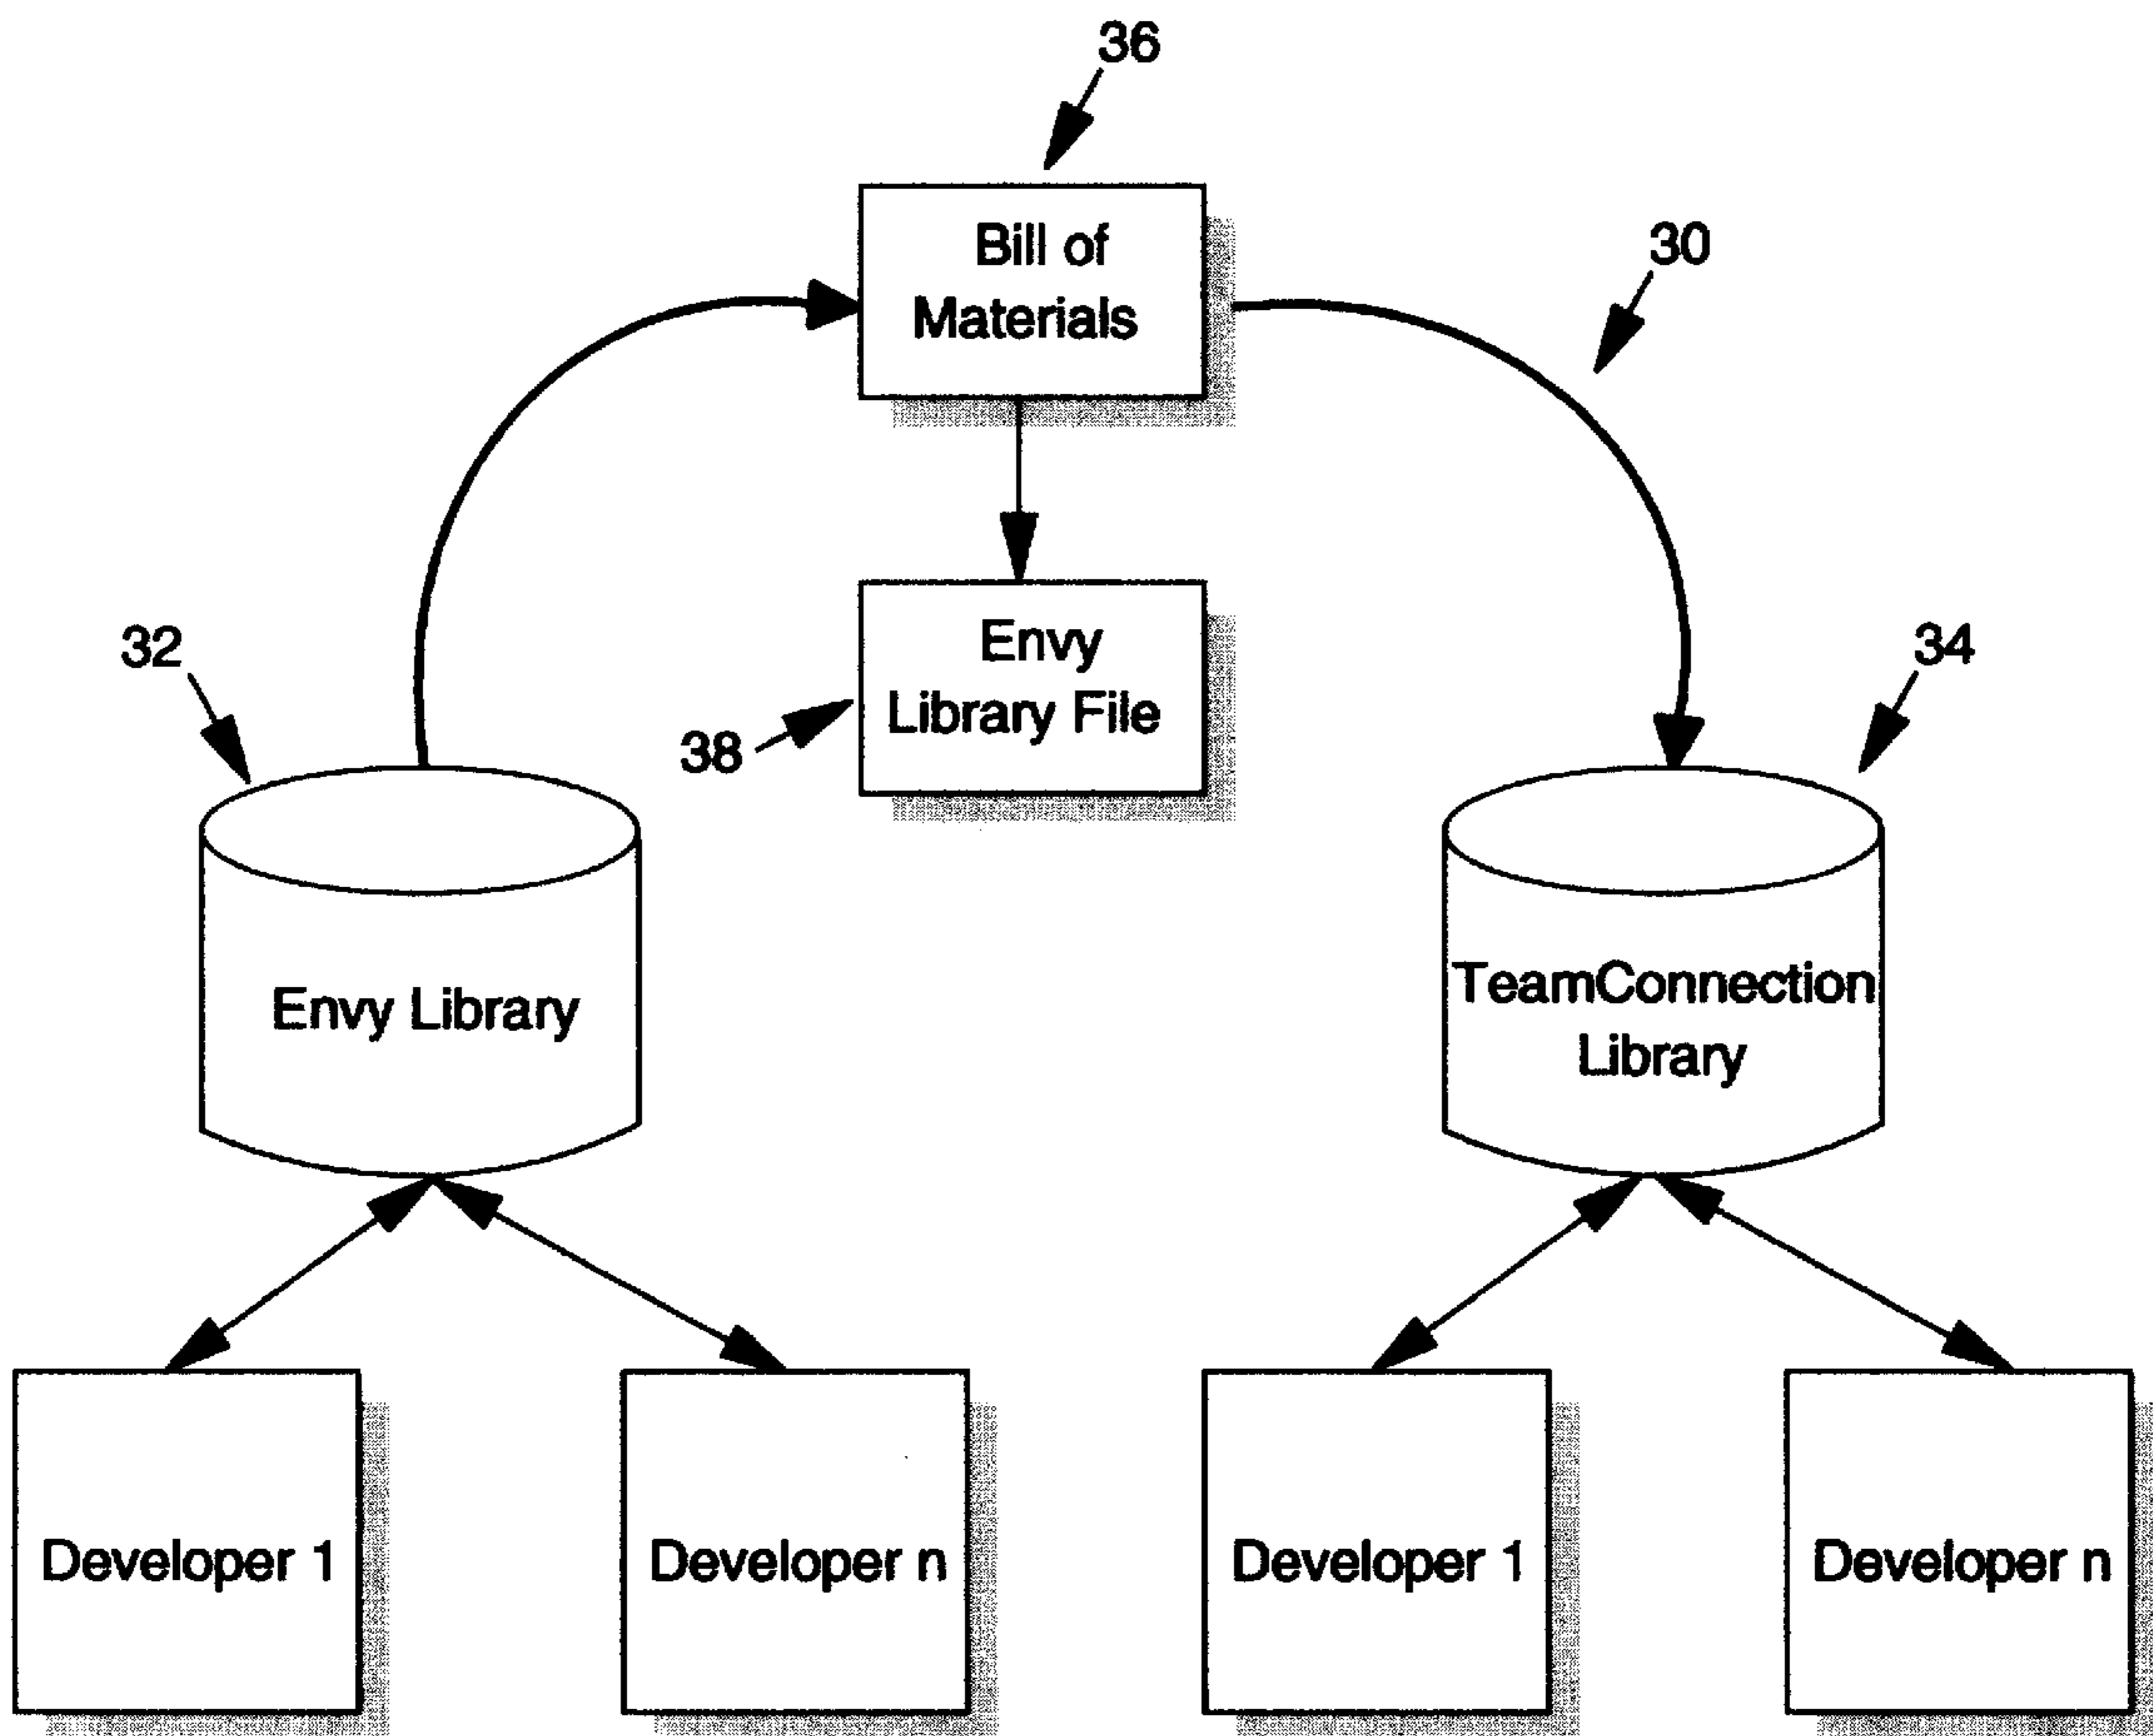 36
Bill of
Materials
30
Envy
Library File
32
38
34
Envy Library
TeamConnection
Library
Developer 1
Developer n
Developer 1
Developer n